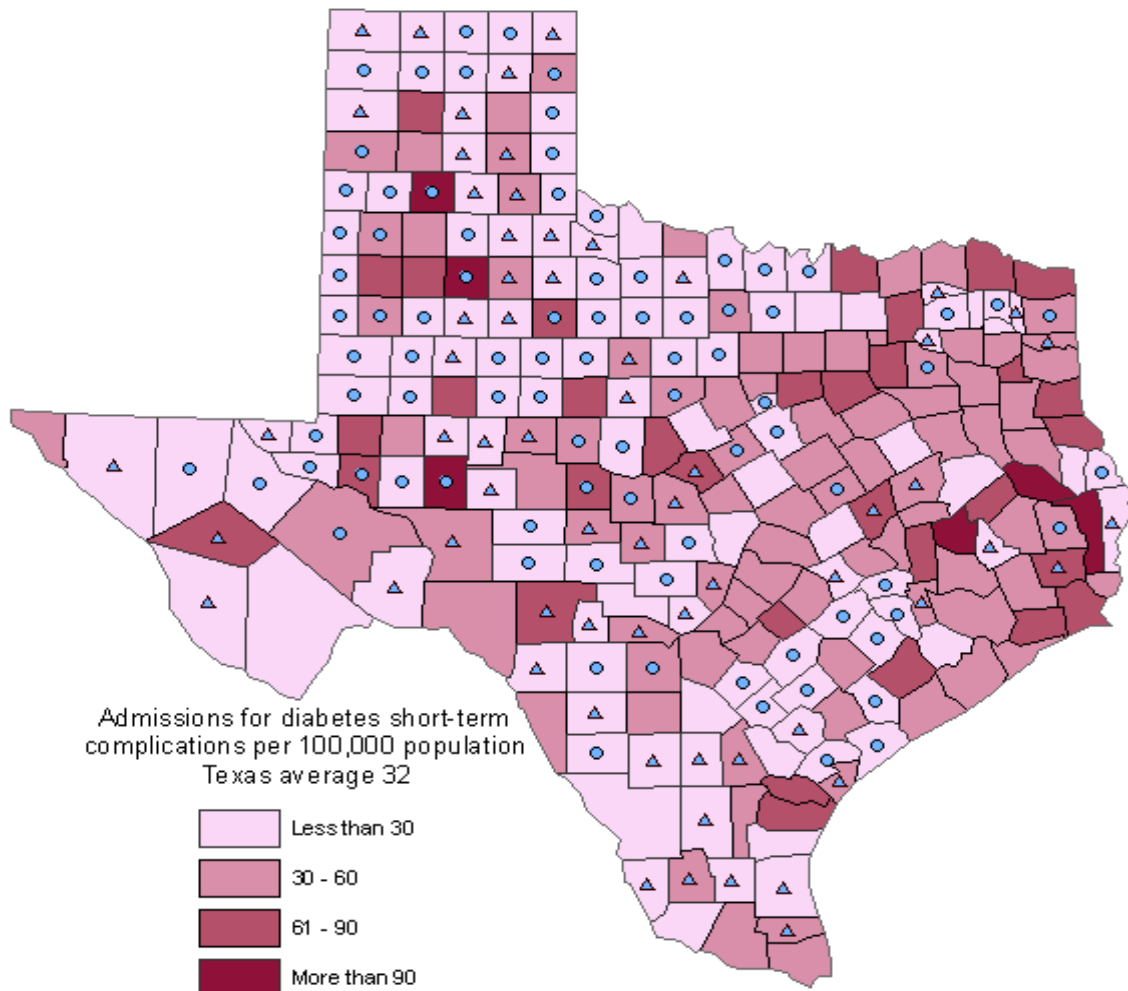 Admissions for diabetes short-term
complications per 100,000 population
Texas average 32
Less than 30
30 - 60
61 - 90
More than 90